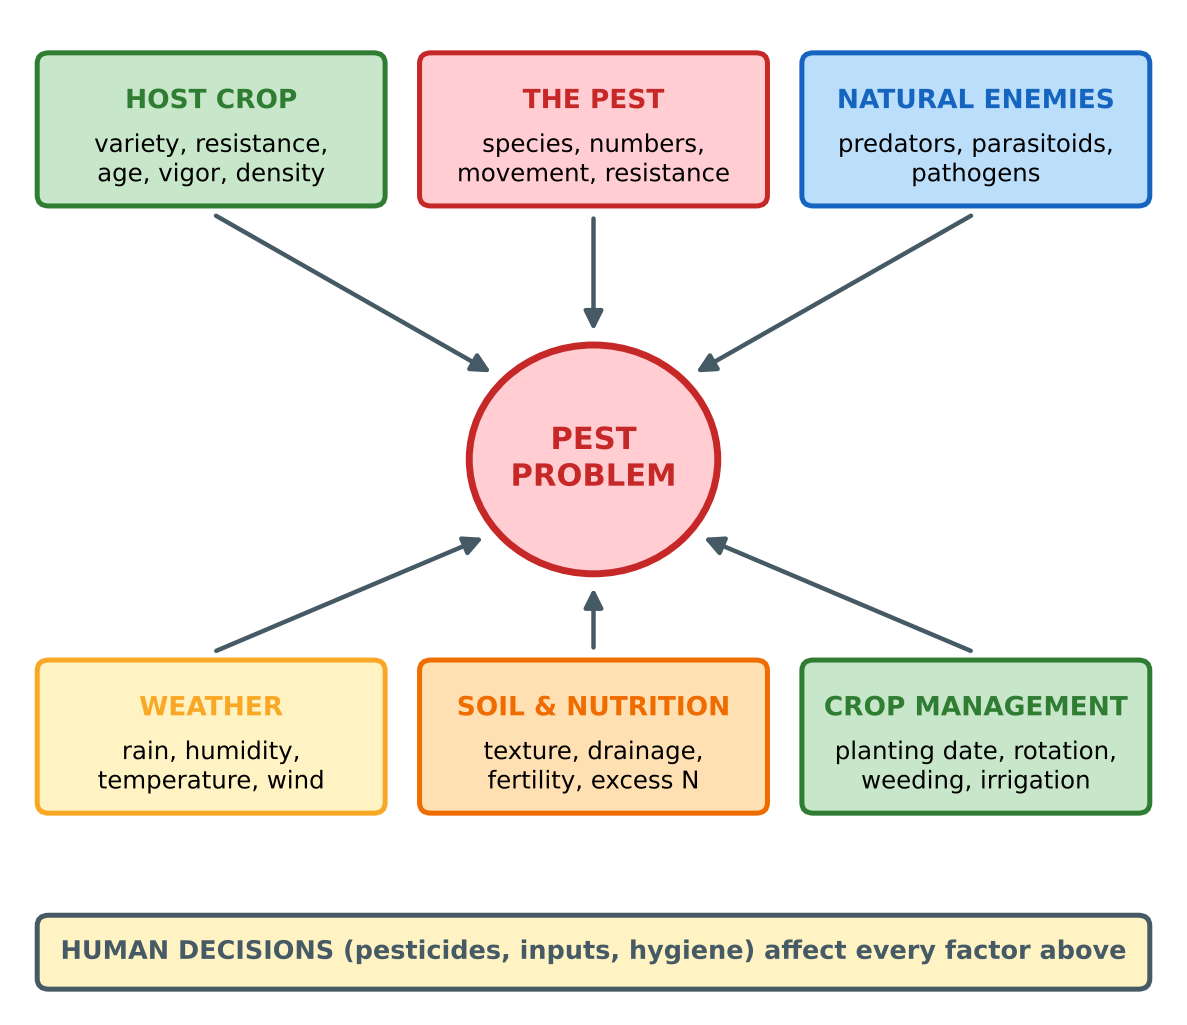 HOST CROP
variety, resistance,
age, vigor, density
THE PEST
species, numbers,
movement, resistance
NATURAL ENEMIES
predators, parasitoids,
pathogens
PEST
PROBLEM
WEATHER
rain, humidity,
temperature, wind
SOIL & NUTRITION
texture, drainage,
fertility, excess N
CROP MANAGEMENT
planting date, rotation,
weeding, irrigation
HUMAN DECISIONS (pesticides, inputs, hygiene) affect every factor above